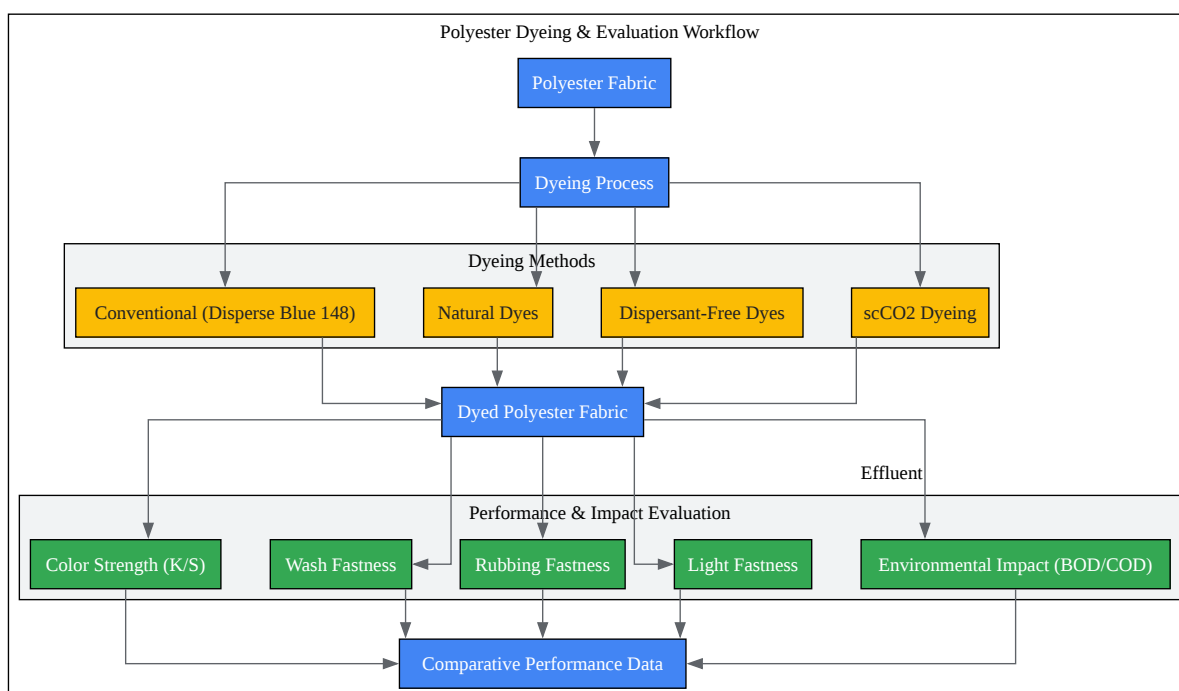 Polyester Dyeing & Evaluation Workflow
Polyester Fabric
Dyeing Process
Dyeing Methods
Conventional (Disperse Blue 148)
Natural Dyes
Dispersant-Free Dyes
scCO2 Dyeing
Dyed Polyester Fabric
Effluent
Performance & Impact Evaluation
Color Strength (K/S)
Wash Fastness
Rubbing Fastness
Light Fastness
Environmental Impact (BOD/COD)
Comparative Performance Data